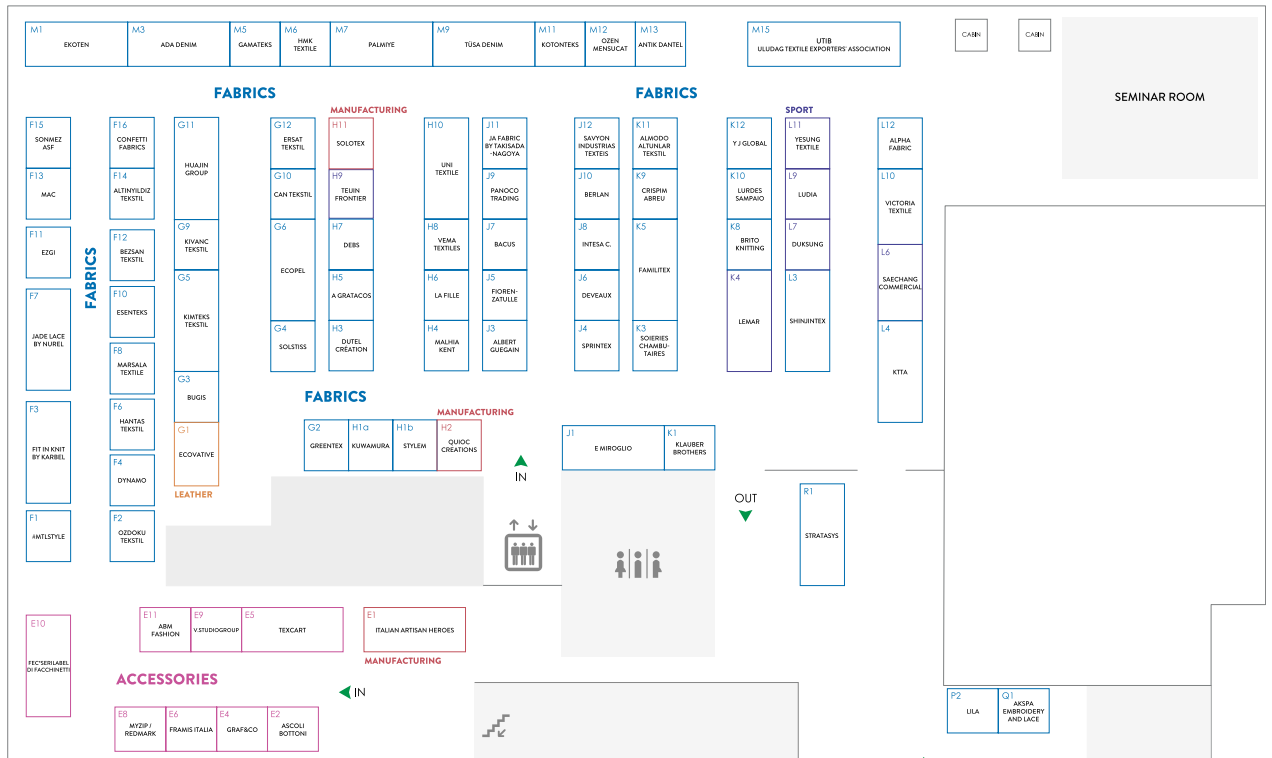 M1
EKOTEN
M3
ADA DENIM
M5
GAMATEKS
M6
HMK
TEXTILE
M7
PALMIYE
M9
TÜSA DENIM
M11
KOTONTEKS
M12
OZEN
MENSUCAT
M13
ANTIK DANTEL
M15
UTIB
ULUDAG TEXTILE EXPORTERS' ASSOCIATION
CABIN
CABIN
SEMINAR ROOM
FABRICS
FABRICS
MANUFACTURING
SPORT
F15
SONMEZ
ASF
F13
MAC
F11
EZGI
F7
JADE LACE
BY NUREL
F3
FIT IN KNIT
BY KARBEL
F1
#MTLSTYLE
FABRICS
F16
CONFETTI
FABRICS
F14
ALTINYILDIZ
TEKSTIL
F12
BEZSAN
TEKSTIL
F10
ESENTEKS
F8
MARSALA
TEXTILE
F6
HANTAS
TEKSTIL
F4
DYNAMO
F2
OZDOKU
TEKSTIL
G11
HUAJIN
GROUP
G9
KIVANC
TEKSTIL
G5
KIMTEKS
TEKSTIL
G3
BUGIS
G1
ECOVATIVE
LEATHER
G12
ERSAT
TEKSTIL
G10
CAN TEKSTIL
G6
ECOPEL
G4
SOLSTISS
H11
SOLOTEX
H9
TEIJIN
FRONTIER
H7
DEBS
H5
A GRATACOS
H3
DUTEL
CRÉATION
H10
UNI
TEXTILE
H8
VEMA
TEXTILES
H6
LA FILLE
H4
MALHIA
KENT
J11
JA FABRIC
BY TAKISADA
-NAGOYA
J9
PANOCO
TRADING
J7
BACUS
J5
FIOREN-
ZATULLE
J3
ALBERT
GUEGAIN
J12
SAVYON
INDUSTRIAS
TEXTEIS
J10
BERLAN
J8
INTESA C.
J6
DEVEAUX
J4
SPRINTEX
K11
ALMODO
ALTUNLAR
TEKSTIL
K9
CRISPIM
ABREU
K5
FAMILITEX
K3
SOIERIES
CHAMBU-
TAIRES
K12
Y J GLOBAL
K10
LURDES
SAMPAIO
K8
BRITO
KNITTING
K4
LEMAR
L11
YESUNG
TEXTILE
L9
LUDIA
L7
DUKSUNG
L3
SHINJINTEX
L12
ALPHA
FABRIC
L10
VICTORIA
TEXTILE
L6
SAECHANG
COMMERCIAL
L4
KTTA
FABRICS
MANUFACTURING
G2
GREENTEX
H1a
KUWAMURA
H1b
STYLEM
H2
QUIOC
CREATIONS
IN
J1
E MIROGLIO
K1
KLAUBER
BROTHERS
OUT
R1
STRATASYS
E10
FEC'SERILABEL
DI FACCHINETTI
E11
ABM
FASHION
E9
V.STUDIOGROUP
E5
TEXCART
E1
ITALIAN ARTISAN HEROES
MANUFACTURING
ACCESSORIES
IN
E8
MYZIP /
REDMARK
E6
FRAMIS ITALIA
E4
GRAF&CO
E2
ASCOLI
BOTTONI
P2
LILA
Q1
AKSPA
EMBROIDERY
AND LACE